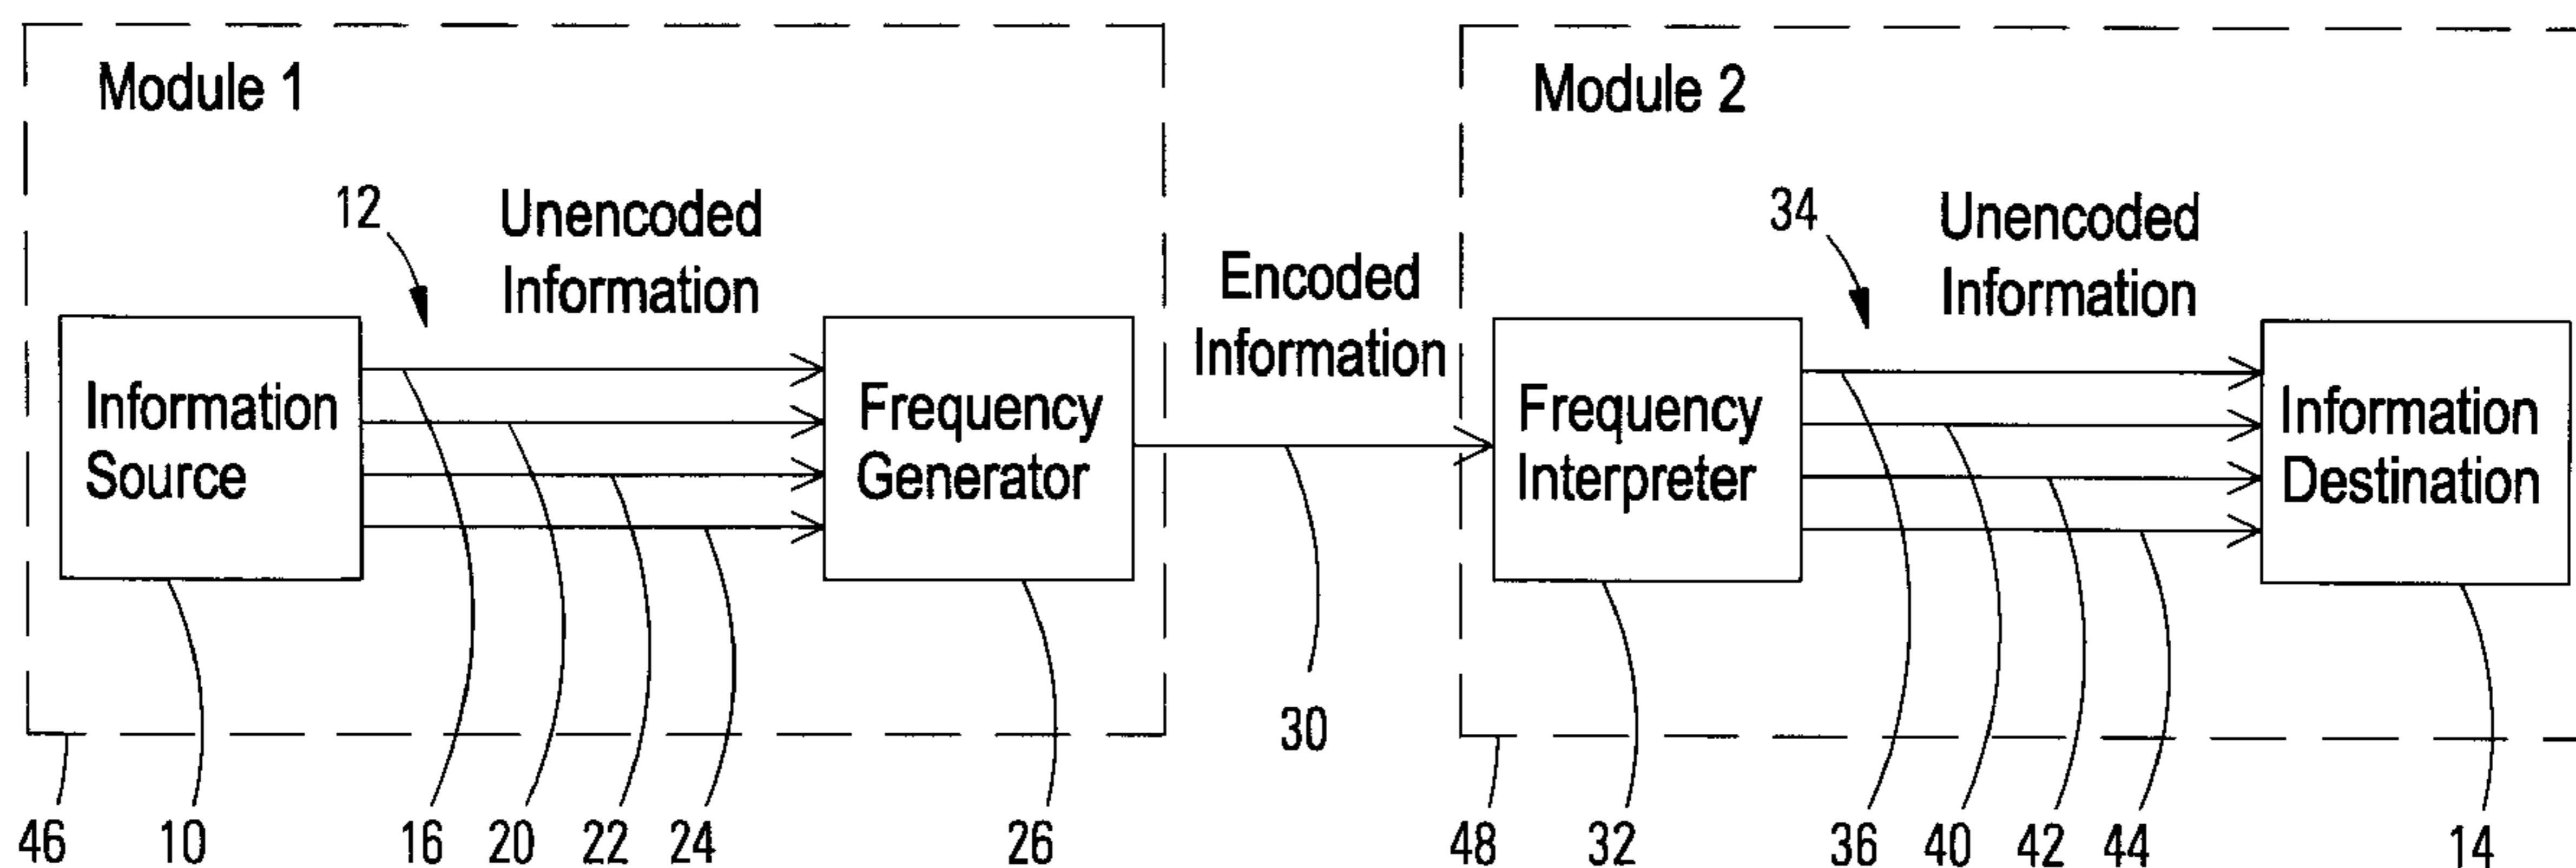 Module 1
Module 2
12
Unencoded
Information
Encoded
Information
34
Unencoded
Information
Information
Source
Frequency
Generator
Frequency
Interpreter
Information
Destination
30
46
10
16
20
22
24
26
48
32
36
40
42
44
14